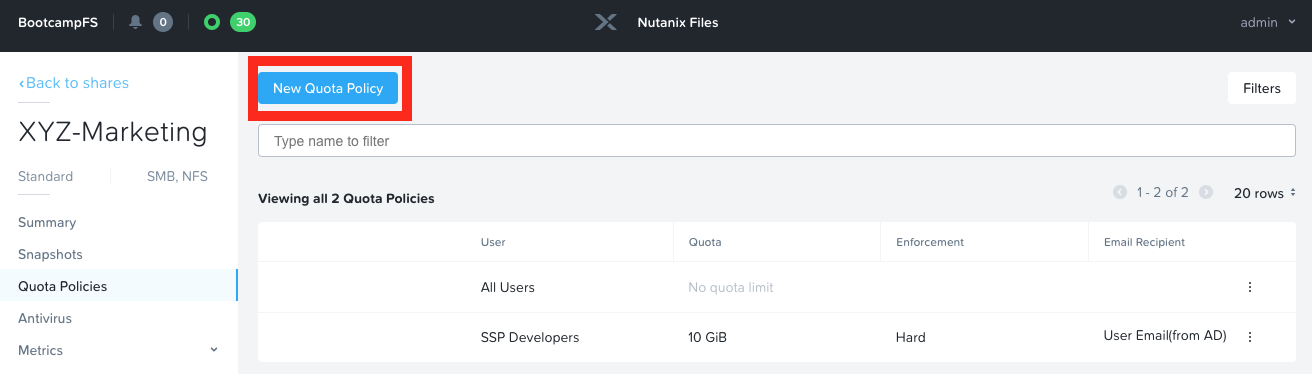 BootcampFS 0 30 Nutanix Files admin
‹Back to shares
New Quota Policy Filters
XYZ-Marketing
Type name to filter
Standard SMB, NFS
Viewing all 2 Quota Policies 1 - 2 of 2 20 rows
Summary
Snapshots
Quota Policies
Antivirus
Metrics
User Quota Enforcement Email Recipient
All Users No quota limit
SSP Developers 10 GiB Hard User Email(from AD)